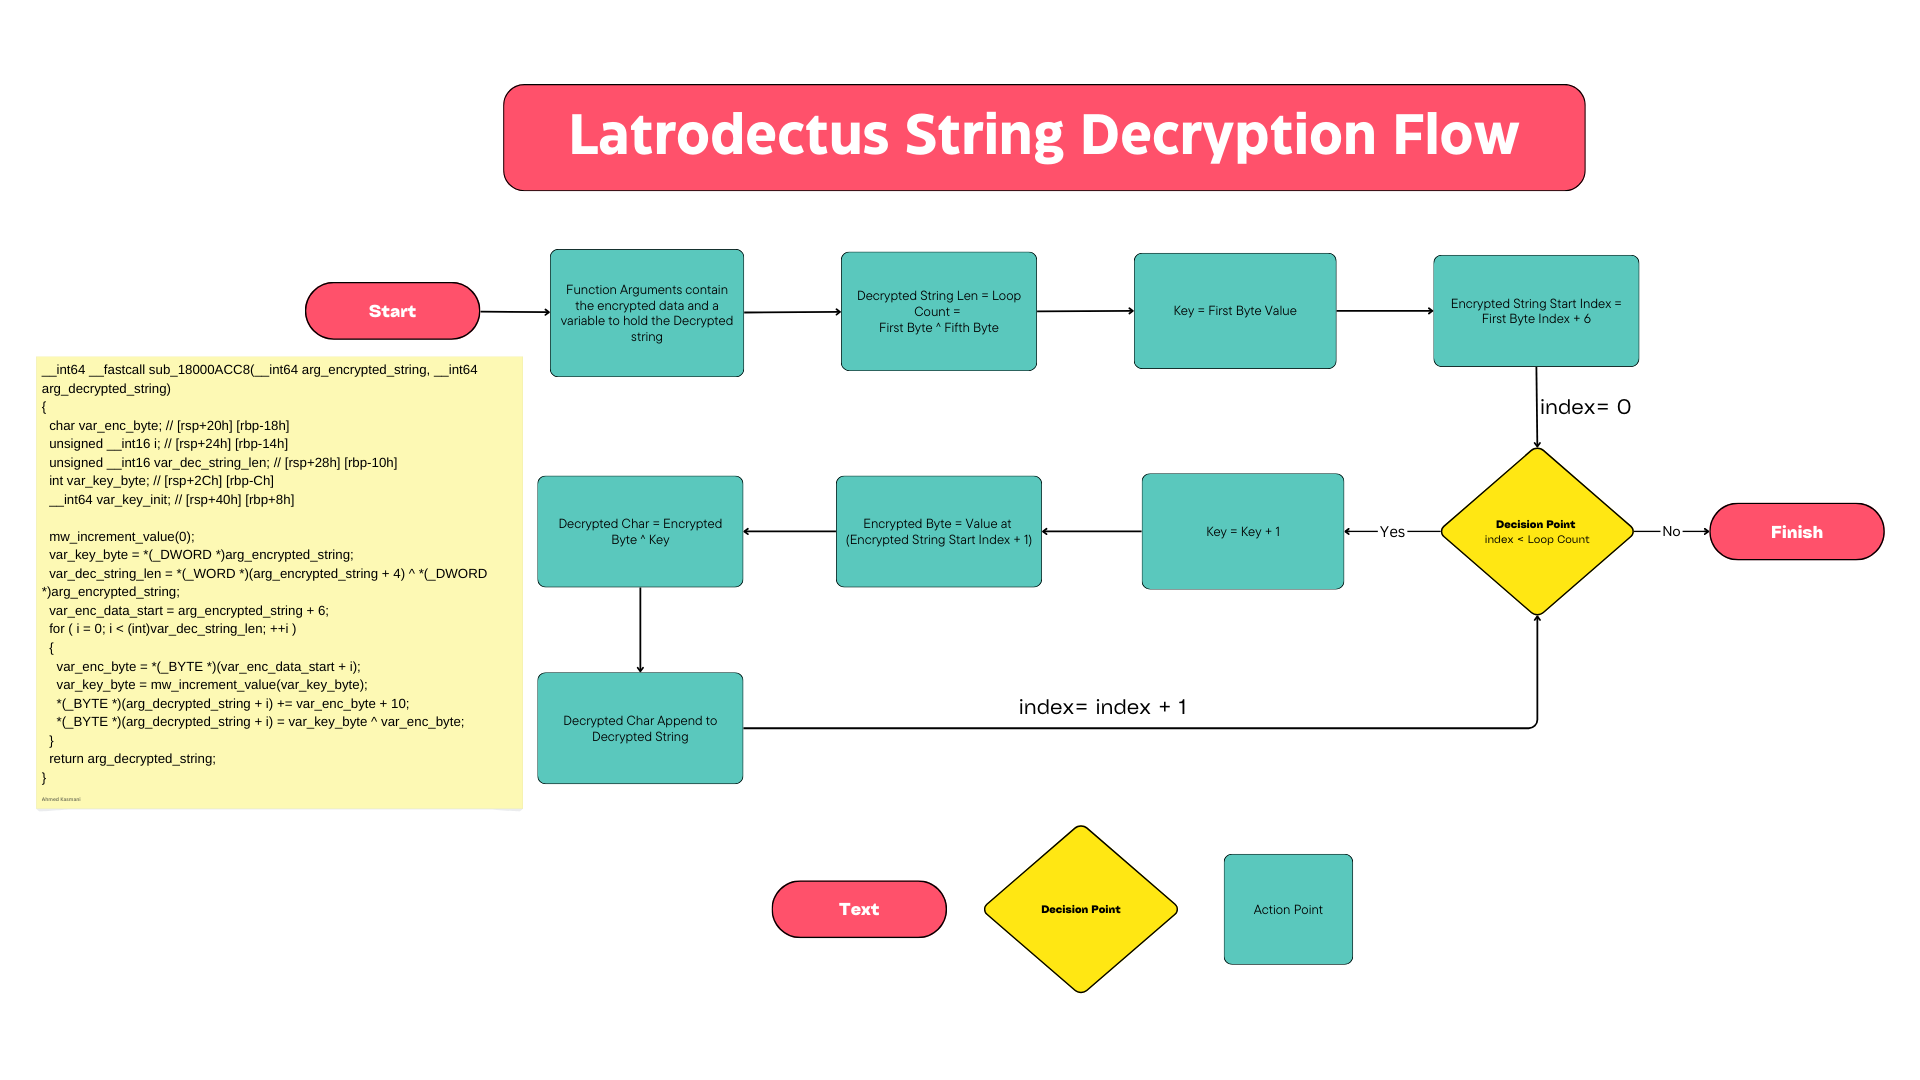 Latrodectus String Decryption Flow
Start
Function Arguments contain
the encrypted data and a
variable to hold the Decrypted
string
Decrypted String Len = Loop
Count =
First Byte ^ Fifth Byte
Key = First Byte Value
Encrypted String Start Index =
First Byte Index + 6
index= 0
__int64 __fastcall sub_18000ACC8(__int64 arg_encrypted_string, __int64
arg_decrypted_string)
{
char var_enc_byte; // [rsp+20h] [rbp-18h]
unsigned __int16 i; // [rsp+24h] [rbp-14h]
unsigned __int16 var_dec_string_len; // [rsp+28h] [rbp-10h]
int var_key_byte; // [rsp+2Ch] [rbp-Ch]
__int64 var_key_init; // [rsp+40h] [rbp+8h]
mw_increment_value(0);
var_key_byte = *(_DWORD *)arg_encrypted_string;
var_dec_string_len = *(_WORD *)(arg_encrypted_string + 4) ^ *(_DWORD
*)arg_encrypted_string;
var_enc_data_start = arg_encrypted_string + 6;
for ( i = 0; i < (int)var_dec_string_len; ++i )
{
var_enc_byte = *(_BYTE *)(var_enc_data_start + i);
var_key_byte = mw_increment_value(var_key_byte);
*(_BYTE *)(arg_decrypted_string + i) += var_enc_byte + 10;
*(_BYTE *)(arg_decrypted_string + i) = var_key_byte ^ var_enc_byte;
}
return arg_decrypted_string;
}
Ahmed Kasmani
Decision Point
index < Loop Count
No
Finish
Yes
Key = Key + 1
Encrypted Byte = Value at
(Encrypted String Start Index + 1)
Decrypted Char = Encrypted
Byte ^ Key
Decrypted Char Append to
Decrypted String
index= index + 1
Text
Decision Point
Action Point